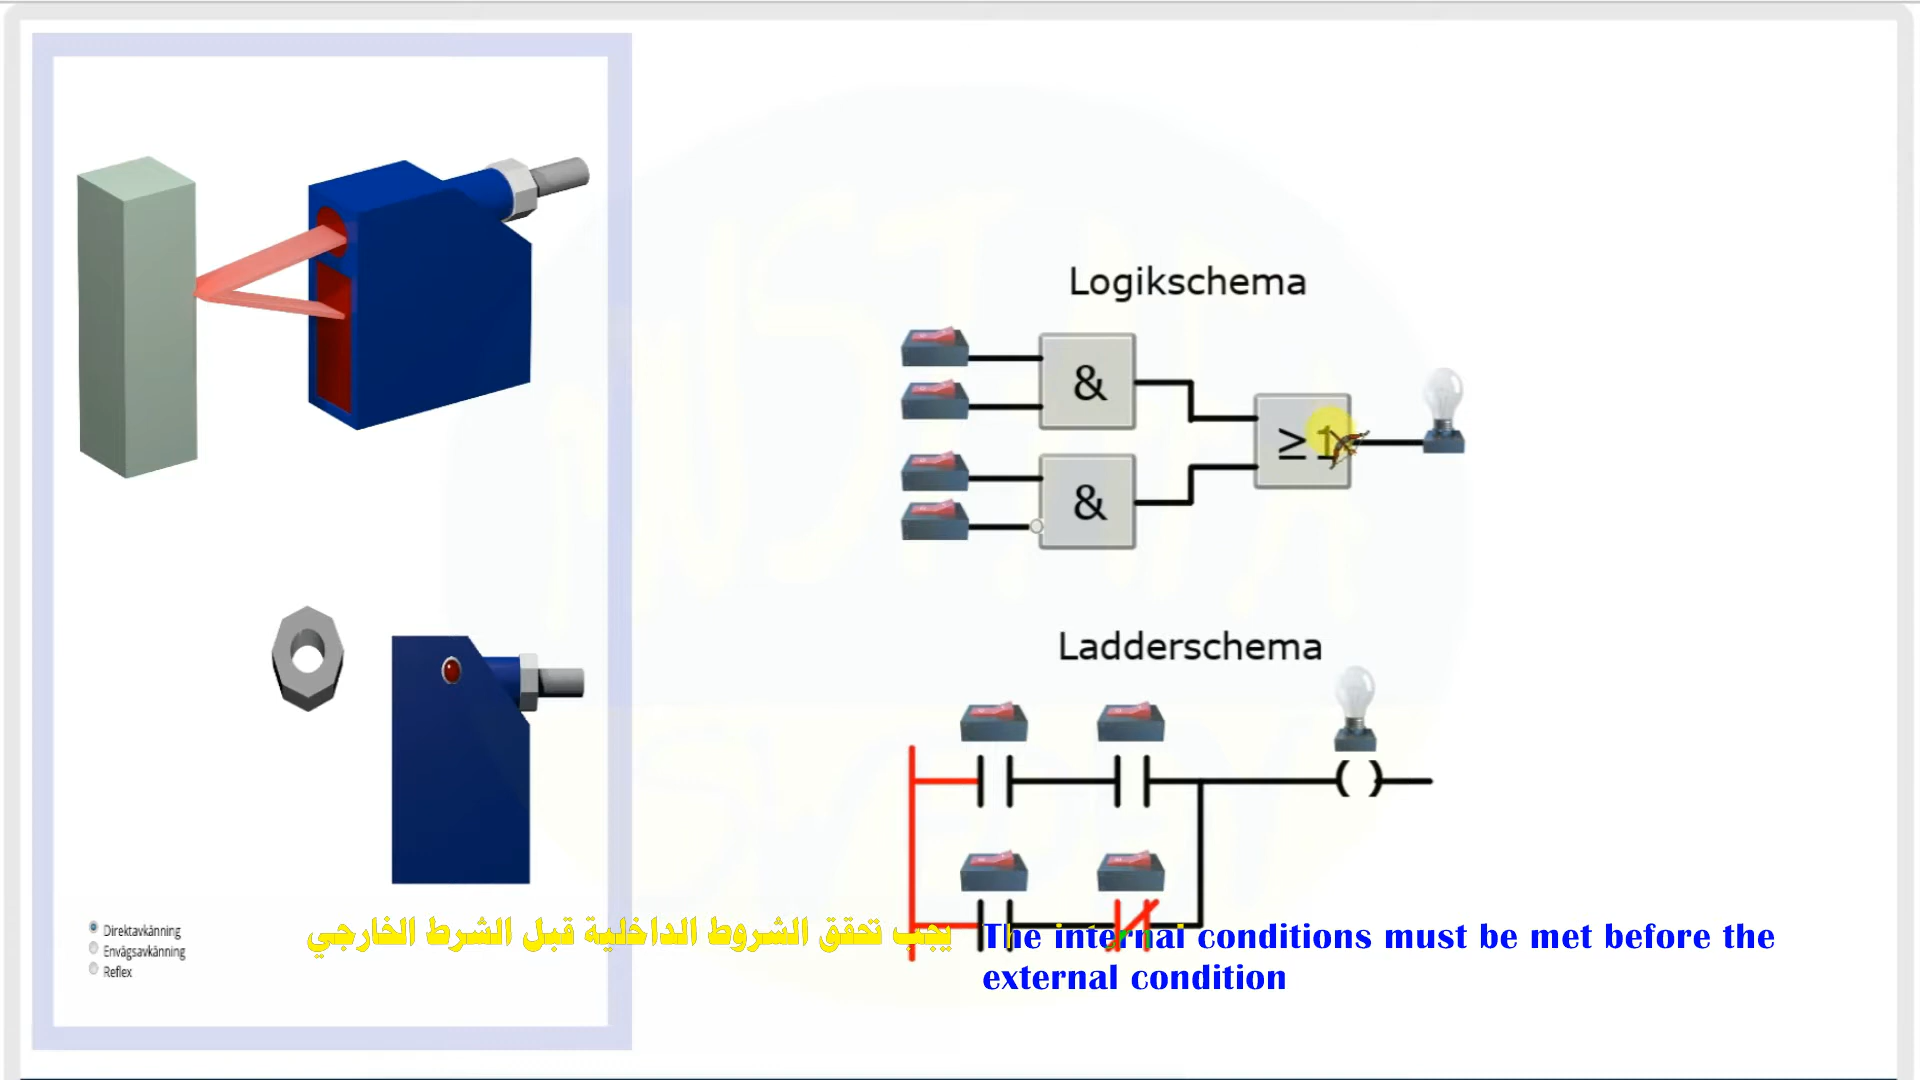 Logikschema
&
≥1
&
Ladderschema
Direktavkänning
Envägsavkänning
Reflex
يجب تحقق الشروط الداخلية قبل الشرط الخارجي
The internal conditions must be met before the
external condition